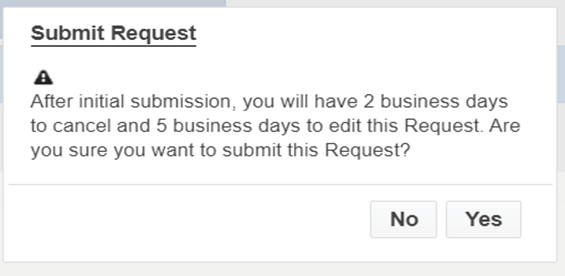 Submit Request
After initial submission, you will have 2 business days
to cancel and 5 business days to edit this Request. Are
you sure you want to submit this Request?
No Yes